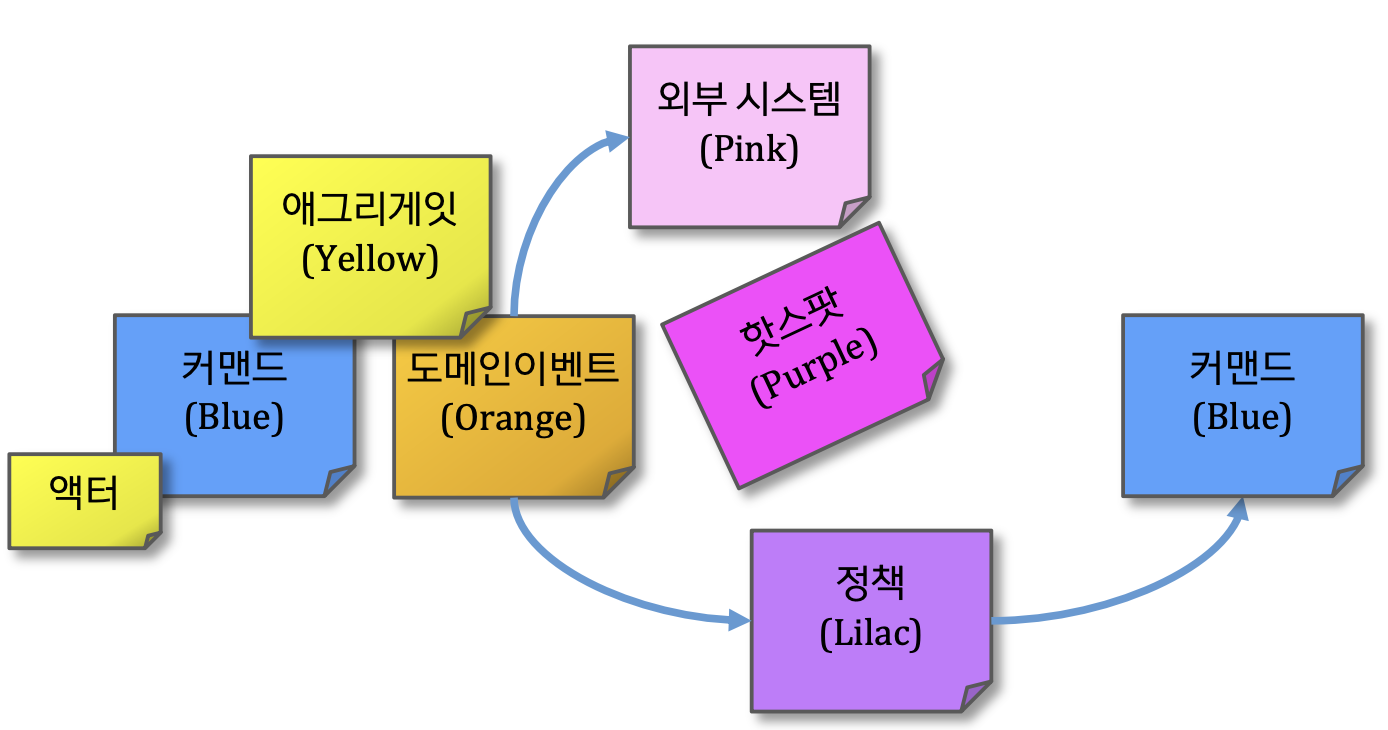 외부 시스템
(Pink)
애그리게잇
(Yellow)
핫스팟
(Purple)
커맨드
(Blue)
도메인이벤트
(Orange)
커맨드
(Blue)
액터
정책
(Lilac)